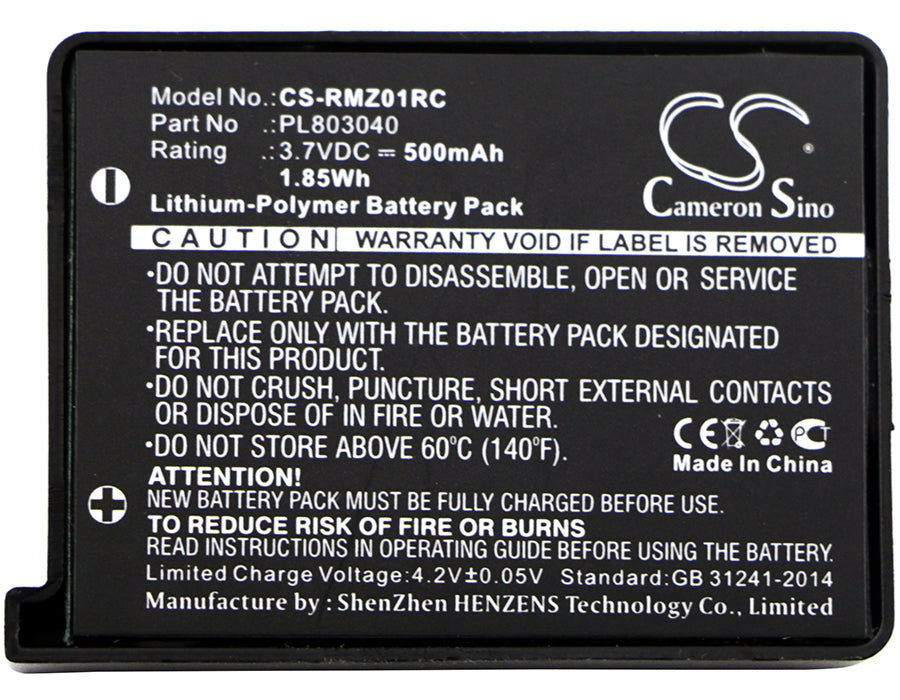 Model No.: CS-RMZ01RC
Part No .: PL803040
Rating .: 3.7VDC ⎓ 500mAh
1.85Wh
Lithium-Polymer Battery Pack
CS
®
Cameron Sino
CAUTION WARRANTY VOID IF LABEL IS REMOVED
•DO NOT ATTEMPT TO DISASSEMBLE, OPEN OR SERVICE
THE BATTERY PACK.
•REPLACE ONLY WITH THE BATTERY PACK DESIGNATED
FOR THIS PRODUCT.
•DO NOT CRUSH, PUNCTURE, SHORT EXTERNAL CONTACTS
OR DISPOSE OF IN FIRE OR WATER.
•DO NOT STORE ABOVE 60°C (140°F).
CE PCT
Made In China
ATTENTION!
NEW BATTERY PACK MUST BE FULLY CHARGED BEFORE USE.
TO REDUCE RISK OF FIRE OR BURNS
READ INSTRUCTIONS IN OPERATING GUIDE BEFORE USING THE BATTERY.
Limited Charge Voltage:4.2V±0.05V Standard:GB 31241-2014
Manufacture by : ShenZhen HENZENS Technology Co., Limited